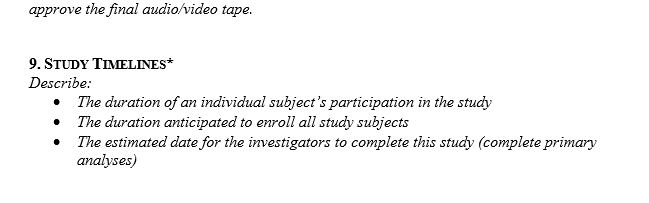 approve the final audio/video tape.
9. STUDY TIMELINES*
Describe:
• The duration of an individual subject's participation in the study
• The duration anticipated to enroll all study subjects
• The estimated date for the investigators to complete this study (complete primary
analyses)